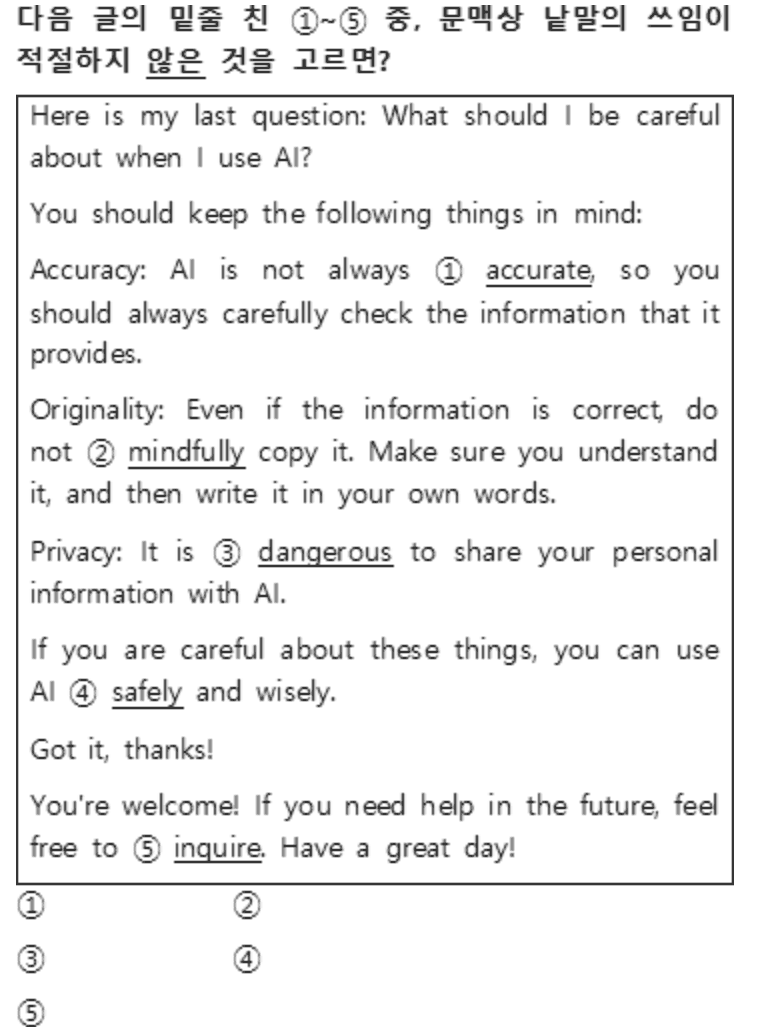 다음 글의 밑줄 친 ①~⑤ 중, 문맥상 낱말의 쓰임이
적절하지 않은 것을 고르면?
Here is my last question: What should I be careful
about when I use AI?
You should keep the following things in mind:
Accuracy: AI is not always ① accurate, so you
should always carefully check the information that it
provides.
Originality: Even if the information is correct, do
not ② mindfully copy it. Make sure you understand
it, and then write it in your own words.
Privacy: It is ③ dangerous to share your personal
information with AI.
If you are careful about these things, you can use
AI ④ safely and wisely.
Got it, thanks!
You're welcome! If you need help in the future, feel
free to ⑤ inquire. Have a great day!
① ②
③ ④
⑤